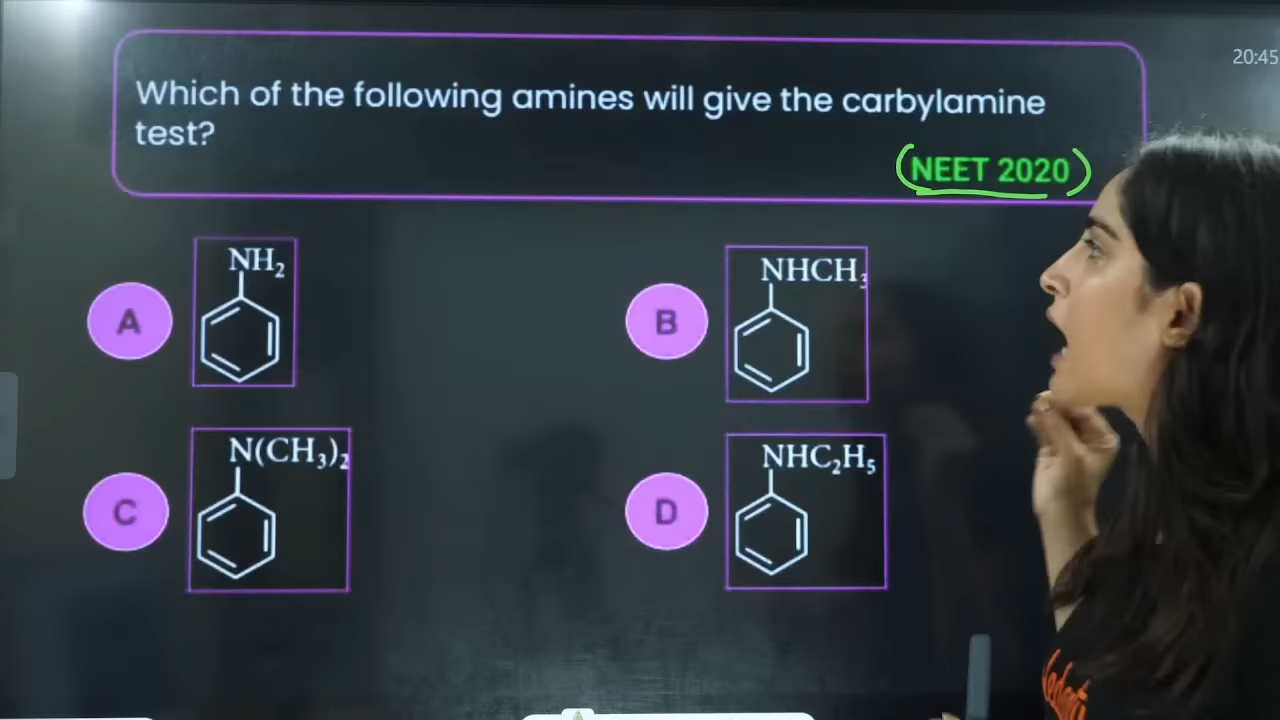 20:45
Which of the following amines will give the carbylamine
test?
(NEET 2020)
A
NH₂
B
NHCH₃
C
N(CH₃)₂
D
NHC₂H₅